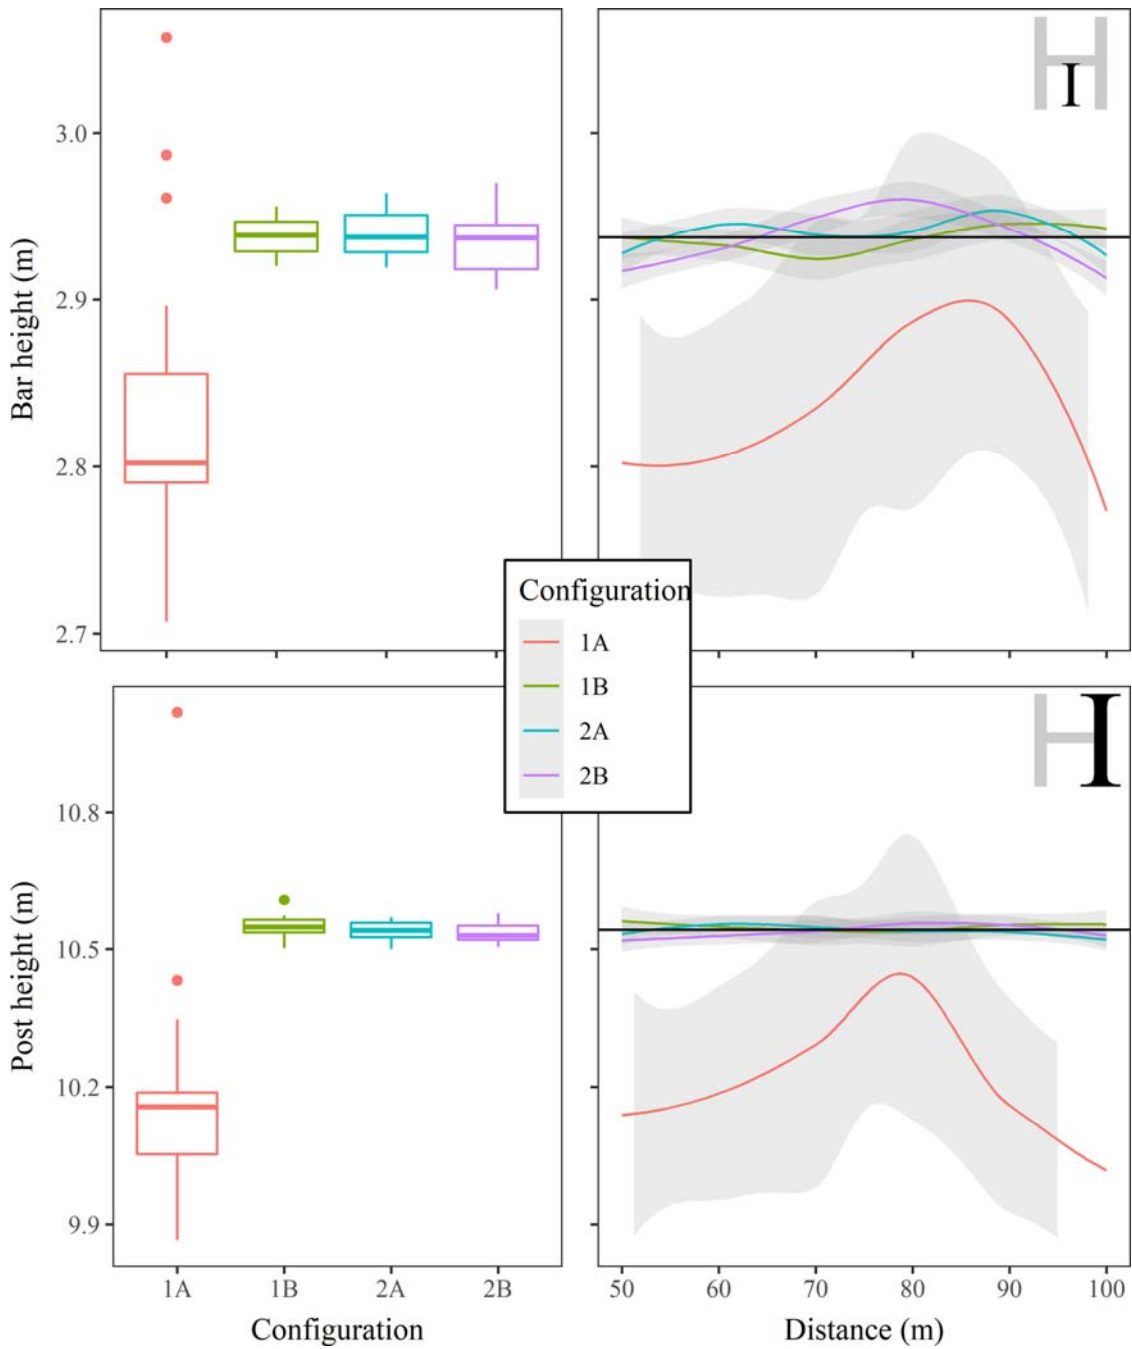 Bar height (m)
3.0
2.9
2.8
2.7
H
I
Configuration
1A
1B
2A
2B
Post height (m)
10.8
10.5
10.2
9.9
H
I
1A 1B 2A 2B
Configuration
50 60 70 80 90 100
Distance (m)